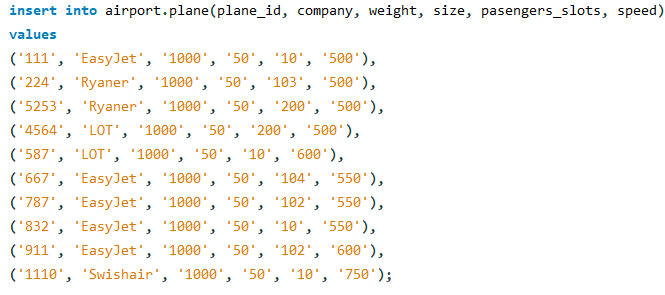 insert into airport.plane(plane_id, company, weight, size, pasengers_slots, speed)
values
('111', 'EasyJet', '1000', '50', '10', '500'),
('224', 'Ryaner', '1000', '50', '103', '500'),
('5253', 'Ryaner', '1000', '50', '200', '500'),
('4564', 'LOT', '1000', '50', '200', '500'),
('587', 'LOT', '1000', '50', '10', '600'),
('667', 'EasyJet', '1000', '50', '104', '550'),
('787', 'EasyJet', '1000', '50', '102', '550'),
('832', 'EasyJet', '1000', '50', '10', '550'),
('911', 'EasyJet', '1000', '50', '102', '600'),
('1110', 'Swishair', '1000', '50', '10', '750');